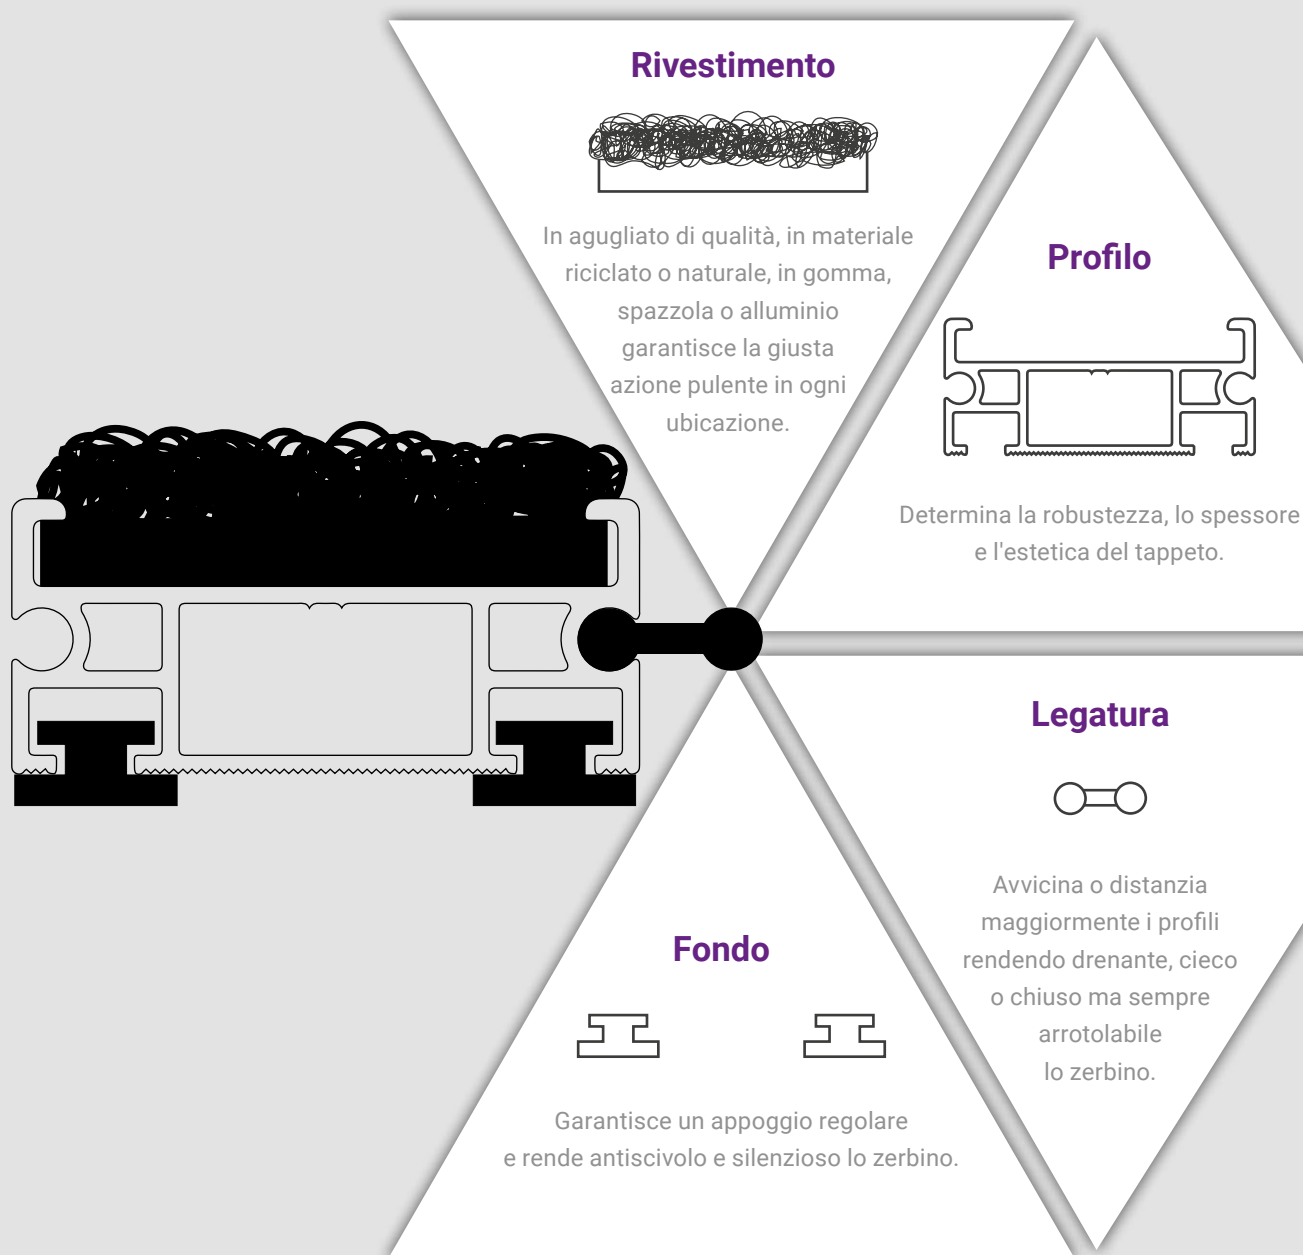 Rivestimento
In agugliato di qualità, in materiale
riciclato o naturale, in gomma,
spazzola o alluminio
garantisce la giusta
azione pulente in ogni
ubicazione.
Profilo
Determina la robustezza, lo spessore
e l'estetica del tappeto.
Legatura
Avvicina o distanzia
maggiormente i profili
rendendo drenante, cieco
o chiuso ma sempre
arrotolabile
lo zerbino.
Fondo
Garantisce un appoggio regolare
e rende antiscivolo e silenzioso lo zerbino.